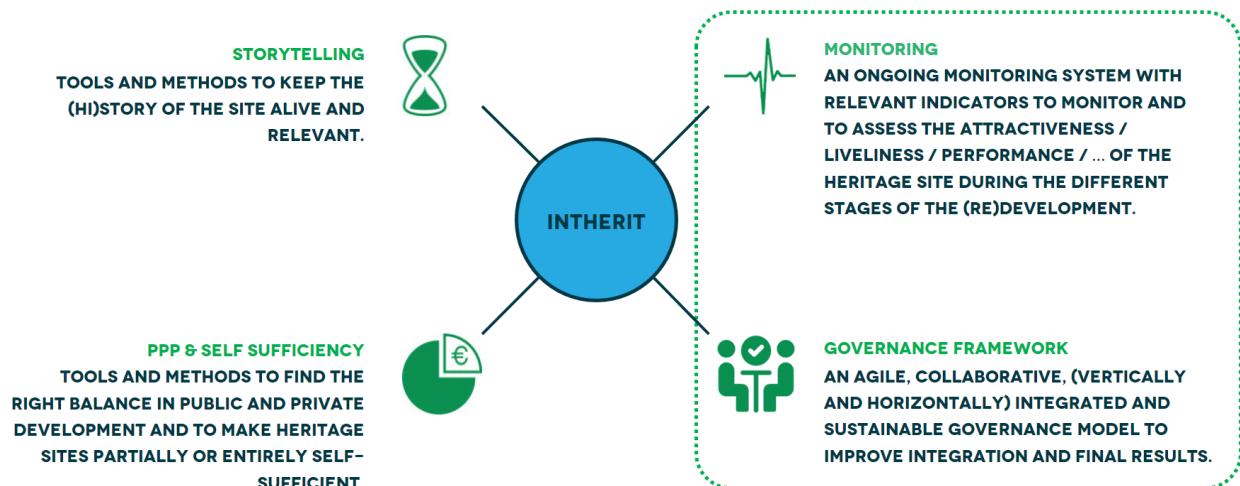 STORYTELLING
TOOLS AND METHODS TO KEEP THE
(HI)STORY OF THE SITE ALIVE AND
RELEVANT.
MONITORING
AN ONGOING MONITORING SYSTEM WITH
RELEVANT INDICATORS TO MONITOR AND
TO ASSESS THE ATTRACTIVENESS /
LIVELINESS / PERFORMANCE / ... OF THE
HERITAGE SITE DURING THE DIFFERENT
STAGES OF THE (RE)DEVELOPMENT.
INTHERIT
PPP & SELF SUFFICIENCY
TOOLS AND METHODS TO FIND THE
RIGHT BALANCE IN PUBLIC AND PRIVATE
DEVELOPMENT AND TO MAKE HERITAGE
SITES PARTIALLY OR ENTIRELY SELF-
SUFFICIENT.
€
GOVERNANCE FRAMEWORK
AN AGILE, COLLABORATIVE, (VERTICALLY
AND HORIZONTALLY) INTEGRATED AND
SUSTAINABLE GOVERNANCE MODEL TO
IMPROVE INTEGRATION AND FINAL RESULTS.